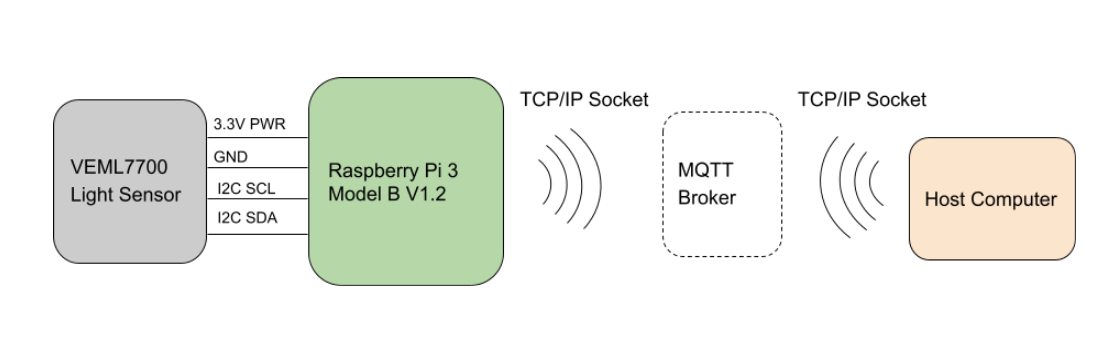 VEML7700
Light Sensor
3.3V PWR
GND
I2C SCL
I2C SDA
Raspberry Pi 3
Model B V1.2
TCP/IP Socket
MQTT
Broker
TCP/IP Socket
Host Computer